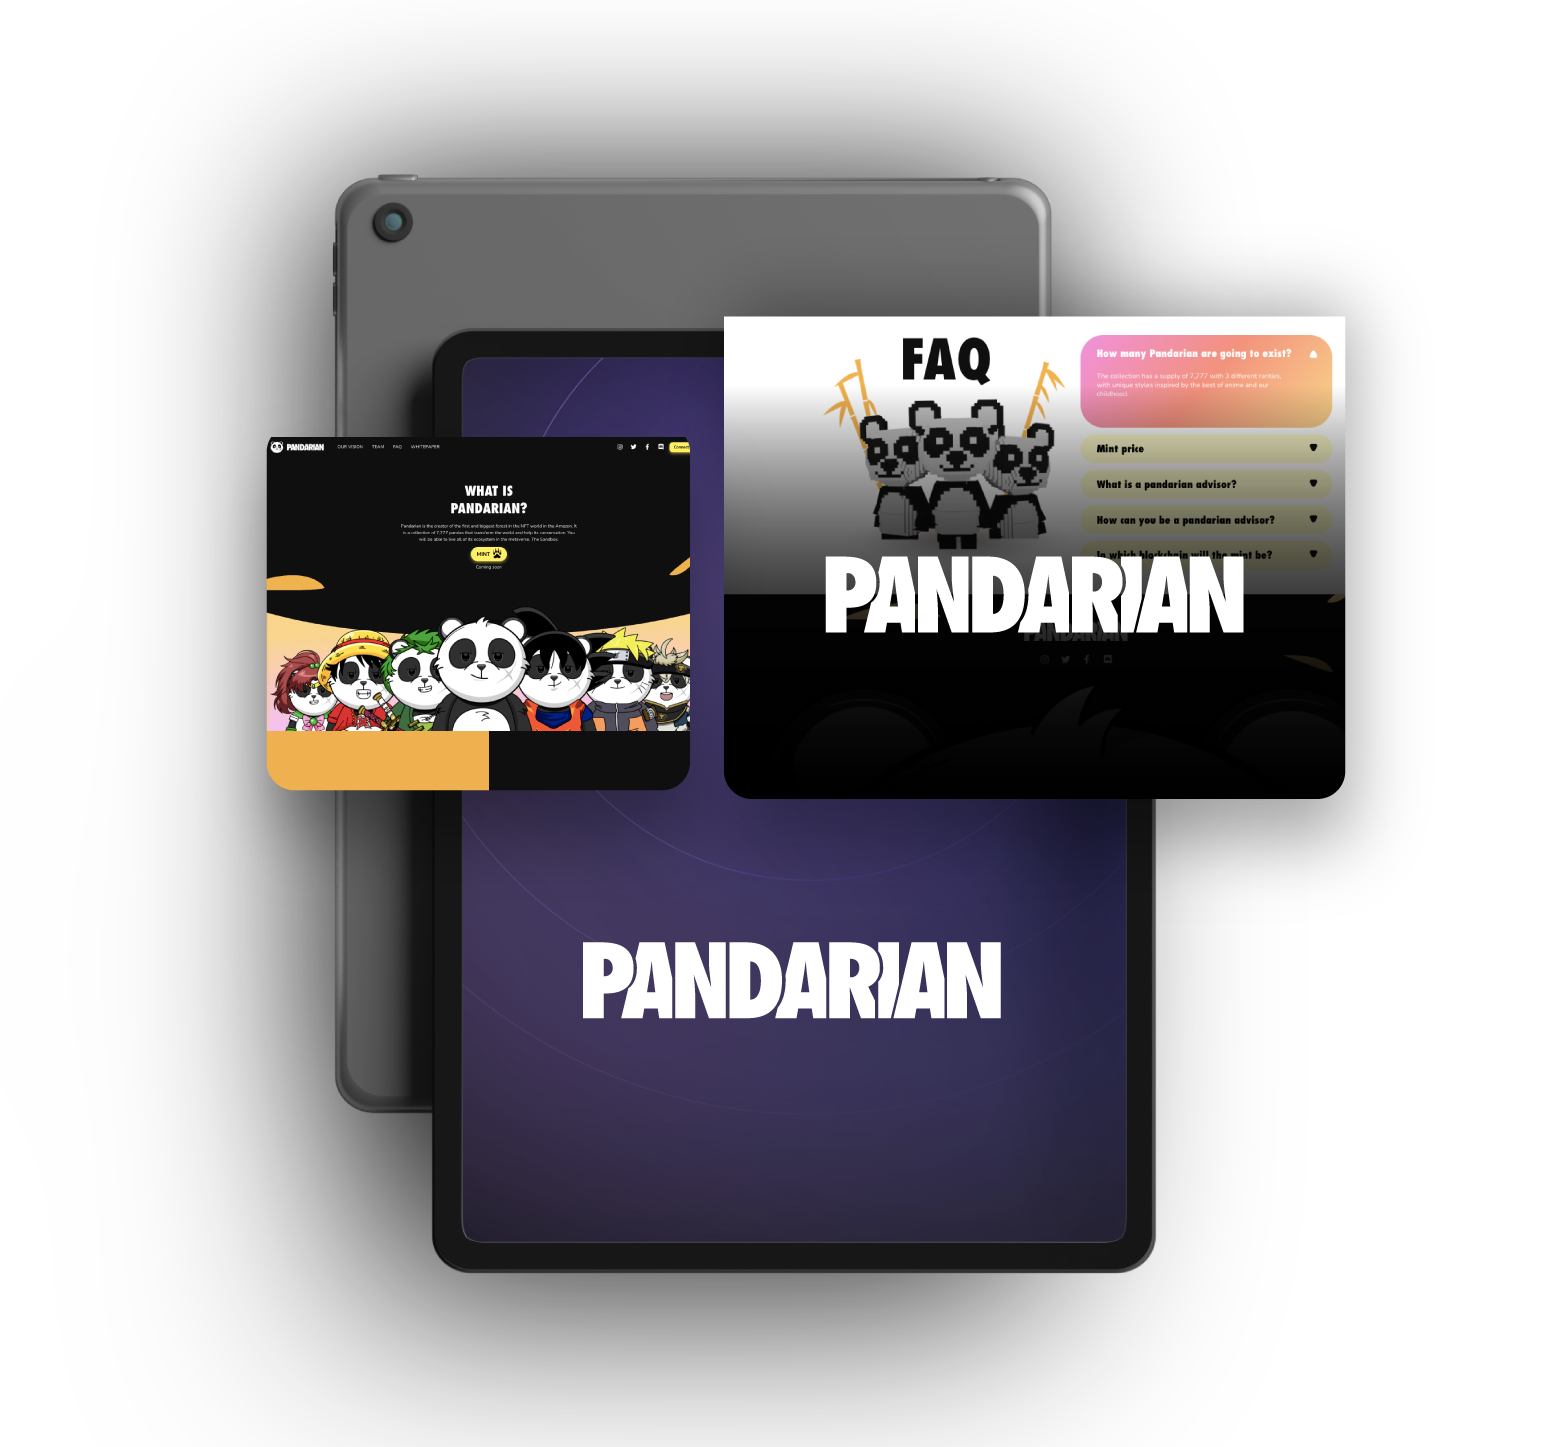 PANDARIAN
OUR VISION
TEAM
FAQ
WHITEPAPER
WHAT IS
PANDARIAN?
Pandarian is the creator of the first and biggest forest in the NFT world in the Amazon. It
is a collection of 7.777 pandas that transform the world and help its conservation. You
will be able to live all of its ecosystem in the metaverse: The Sandbox.
MINT
Coming soon
FAQ
How many Pandarian are going to exist?
The collection has a supply of 7,777 with 3 different rarities,
with unique styles inspired by the best of anime and our
childhood.
Mint price
What is a pandarian advisor?
How can you be a pandarian advisor?
In which blockchain will the mint be?
PANDARIAN
PANDARIAN
PANDARIAN